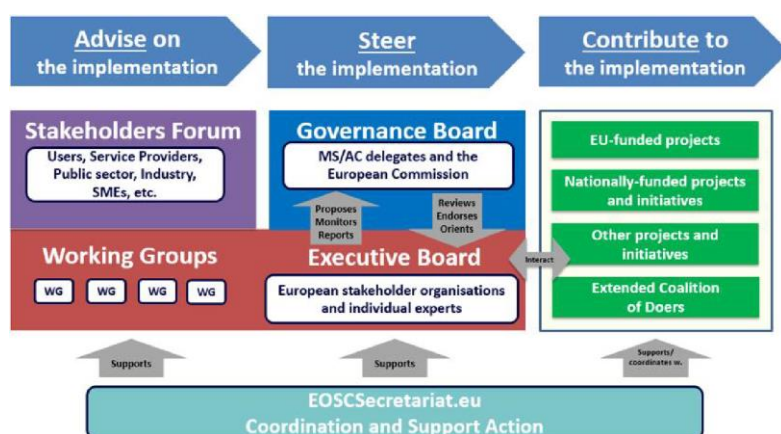 Advise on
the implementation
Steer
the implementation
Contribute to
the implementation
Stakeholders Forum
Users, Service Providers,
Public sector, Industry,
SMEs, etc.
Governance Board
MS/AC delegates and the
European Commission
Proposes
Monitors
Reports
Reviews
Endorses
Orients
Working Groups
WG
WG
WG
WG
Executive Board
European stakeholder organisations
and individual experts
Interact
EU-funded projects
Nationally-funded projects
and initiatives
Other projects and
initiatives
Extended Coalition
of Doers
Supports
Supports
Supports/
coordinates w.
EOSCSecretariat.eu
Coordination and Support Action